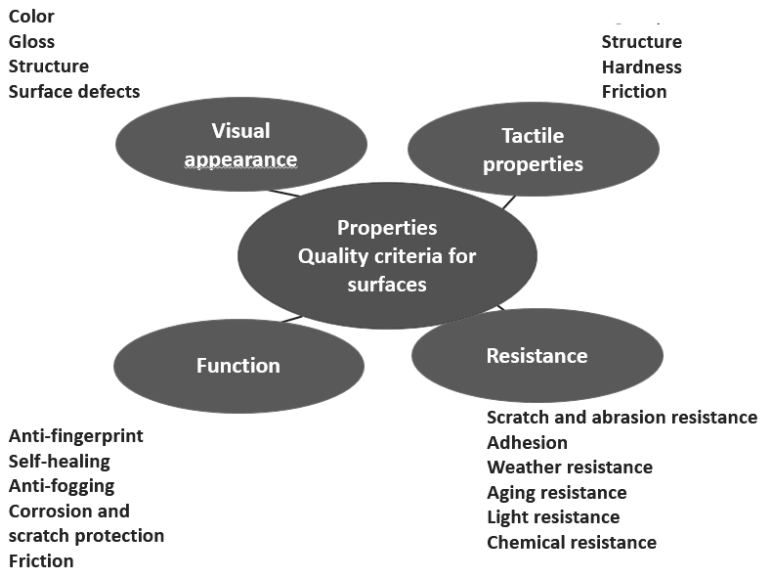 Color
Gloss
Structure
Surface defects
Structure
Hardness
Friction
Visual
appearance
Tactile
properties
Properties
Quality criteria for
surfaces
Function
Resistance
Anti-fingerprint
Self-healing
Anti-fogging
Corrosion and
scratch protection
Friction
Scratch and abrasion resistance
Adhesion
Weather resistance
Aging resistance
Light resistance
Chemical resistance